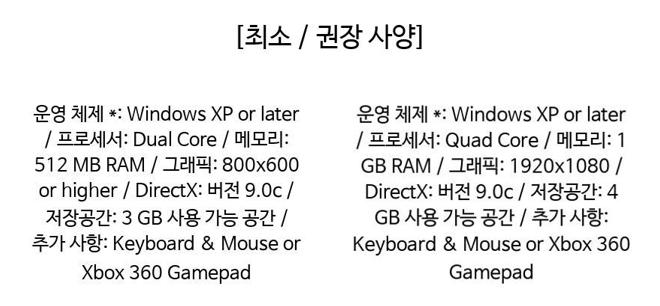 [최소 / 권장 사양]
운영 체제 *: Windows XP or later
/ 프로세서: Dual Core / 메모리:
512 MB RAM / 그래픽: 800x600
or higher / DirectX: 버전 9.0c /
저장공간: 3 GB 사용 가능 공간 /
추가 사항: Keyboard & Mouse or
Xbox 360 Gamepad
운영 체제 *: Windows XP or later
/ 프로세서: Quad Core / 메모리: 1
GB RAM / 그래픽: 1920x1080 /
DirectX: 버전 9.0c / 저장공간: 4
GB 사용 가능 공간 / 추가 사항:
Keyboard & Mouse or Xbox 360
Gamepad